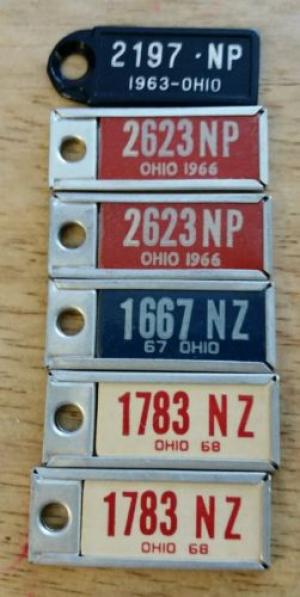 2197·NP
1963-OHIO
2623NP
OHIO 1966
2623NP
OHIO 1966
1667 NZ
67 OHIO
1783 NZ
OHIO 68
1783 NZ
OHIO 68